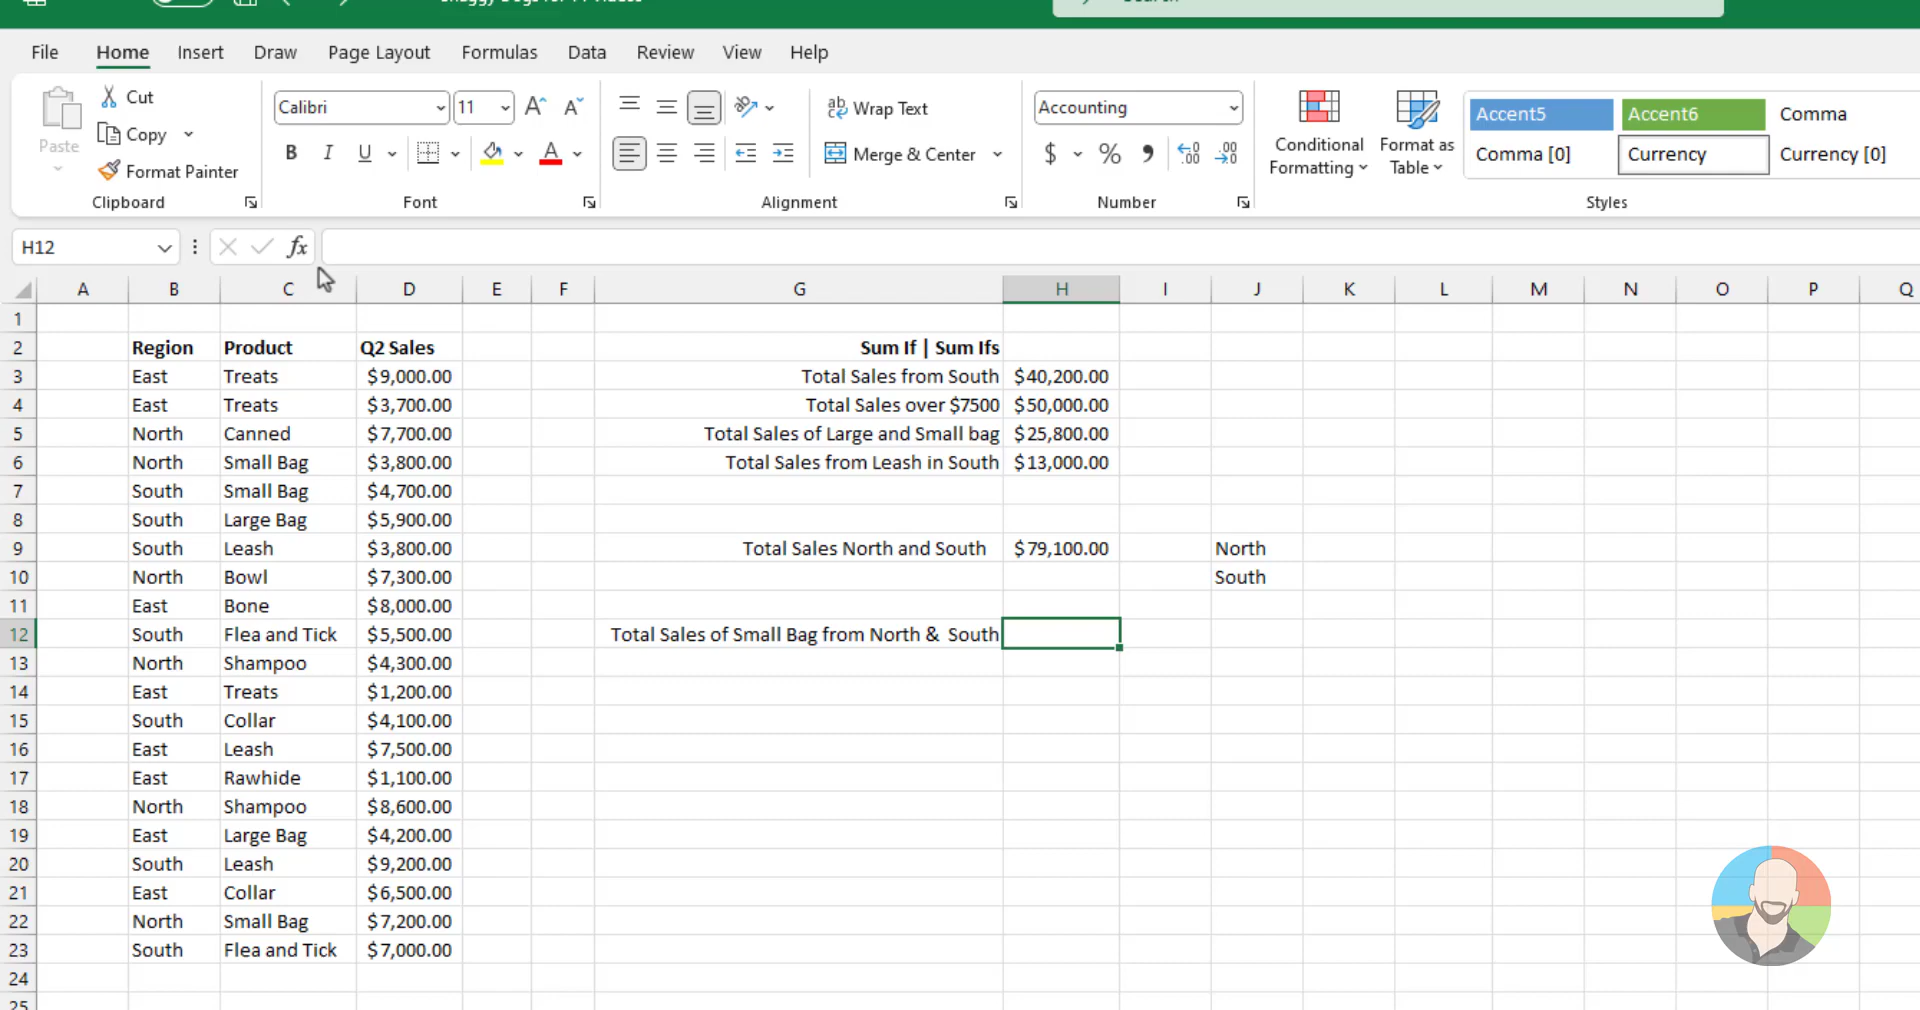 File Home Insert Draw Page Layout Formulas Data Review View Help
Paste
Cut
Copy
Format Painter
Clipboard
Calibri 11
B I U
Font
Wrap Text
Merge & Center
Alignment
Accounting
$ % 9
Number
Conditional Formatting
Format as Table
Accent5 Accent6 Comma
Comma [0] Currency Currency [0]
Styles
H12 fx
A B C D E F G H I J K L M N O P Q
1
2 Region Product Q2 Sales Sum If | Sum Ifs
3 East Treats $9,000.00 Total Sales from South $40,200.00
4 East Treats $3,700.00 Total Sales over $7500 $50,000.00
5 North Canned $7,700.00 Total Sales of Large and Small bag $25,800.00
6 North Small Bag $3,800.00 Total Sales from Leash in South $13,000.00
7 South Small Bag $4,700.00
8 South Large Bag $5,900.00
9 South Leash $3,800.00 Total Sales North and South $79,100.00 North
10 North Bowl $7,300.00 South
11 East Bone $8,000.00
12 South Flea and Tick $5,500.00 Total Sales of Small Bag from North & South
13 North Shampoo $4,300.00
14 East Treats $1,200.00
15 South Collar $4,100.00
16 East Leash $7,500.00
17 East Rawhide $1,100.00
18 North Shampoo $8,600.00
19 East Large Bag $4,200.00
20 South Leash $9,200.00
21 East Collar $6,500.00
22 North Small Bag $7,200.00
23 South Flea and Tick $7,000.00
24
25